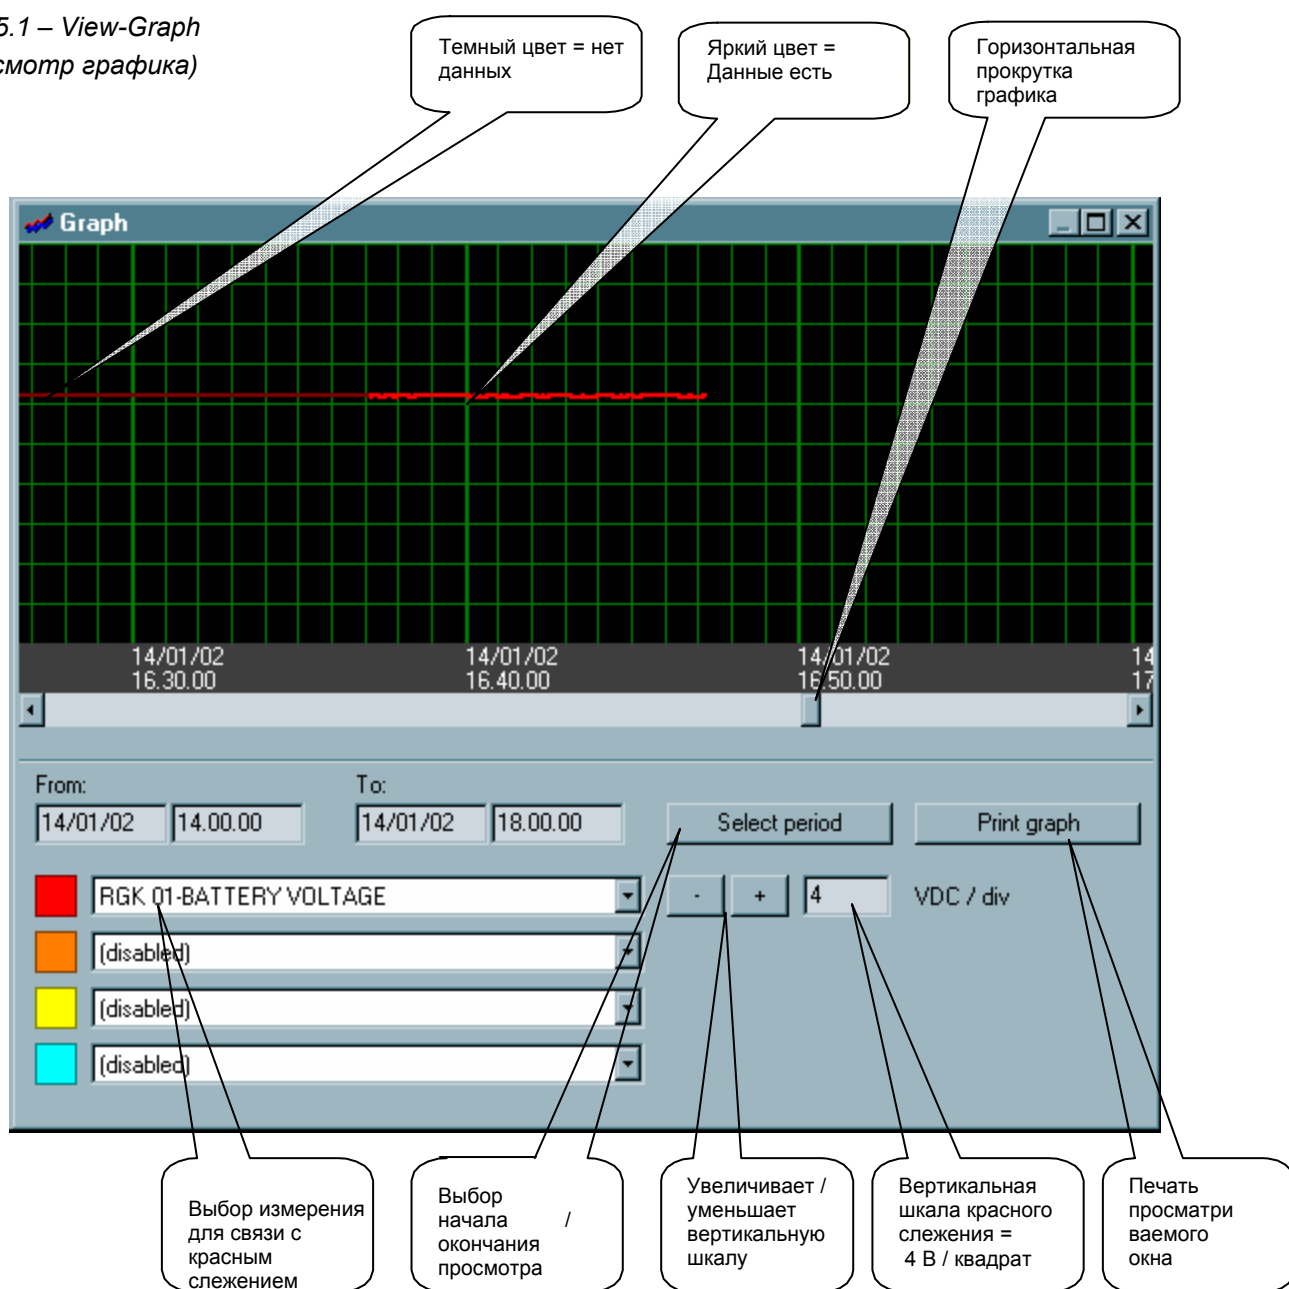 5.1 – View-Graph
смотр графика)
Темный цвет = нет
данных
Яркий цвет =
Данные есть
Горизонтальная
прокрутка
графика
Graph
14/01/02
16.30.00
14/01/02
16.40.00
14/01/02
16.50.00
14
17
From:
To:
14/01/02
14.00.00
14/01/02
18.00.00
Select period
Print graph
RGK 01-BATTERY VOLTAGE
-
+
4
VDC / div
(disabled)
(disabled)
(disabled)
Выбор измерения
для связи с
красным
слежением
Выбор
начала /
окончания
просмотра
Увеличивает /
уменьшает
вертикальную
шкалу
Вертикальная
шкала красного
слежения =
4 В / квадрат
Печать
просматри
ваемого
окна